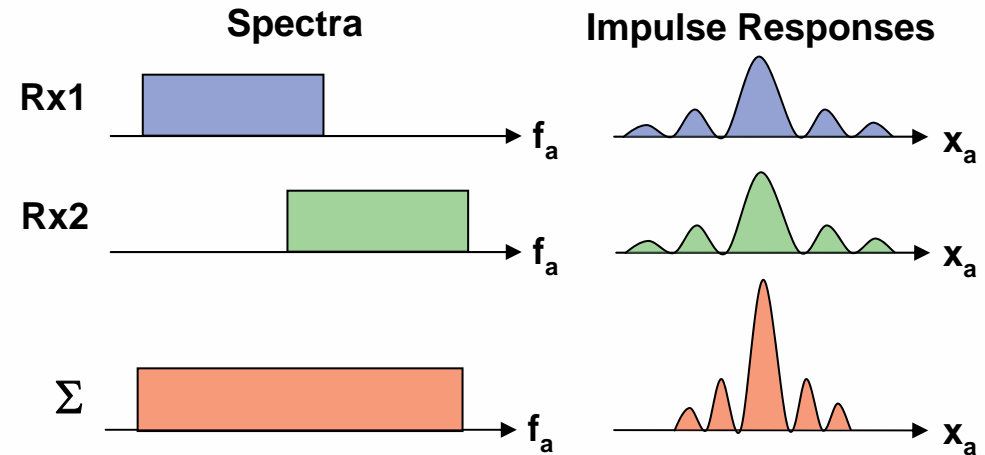 Spectra
Impulse Responses
Rx1
fa
xa
Rx2
fa
xa
Σ
fa
xa